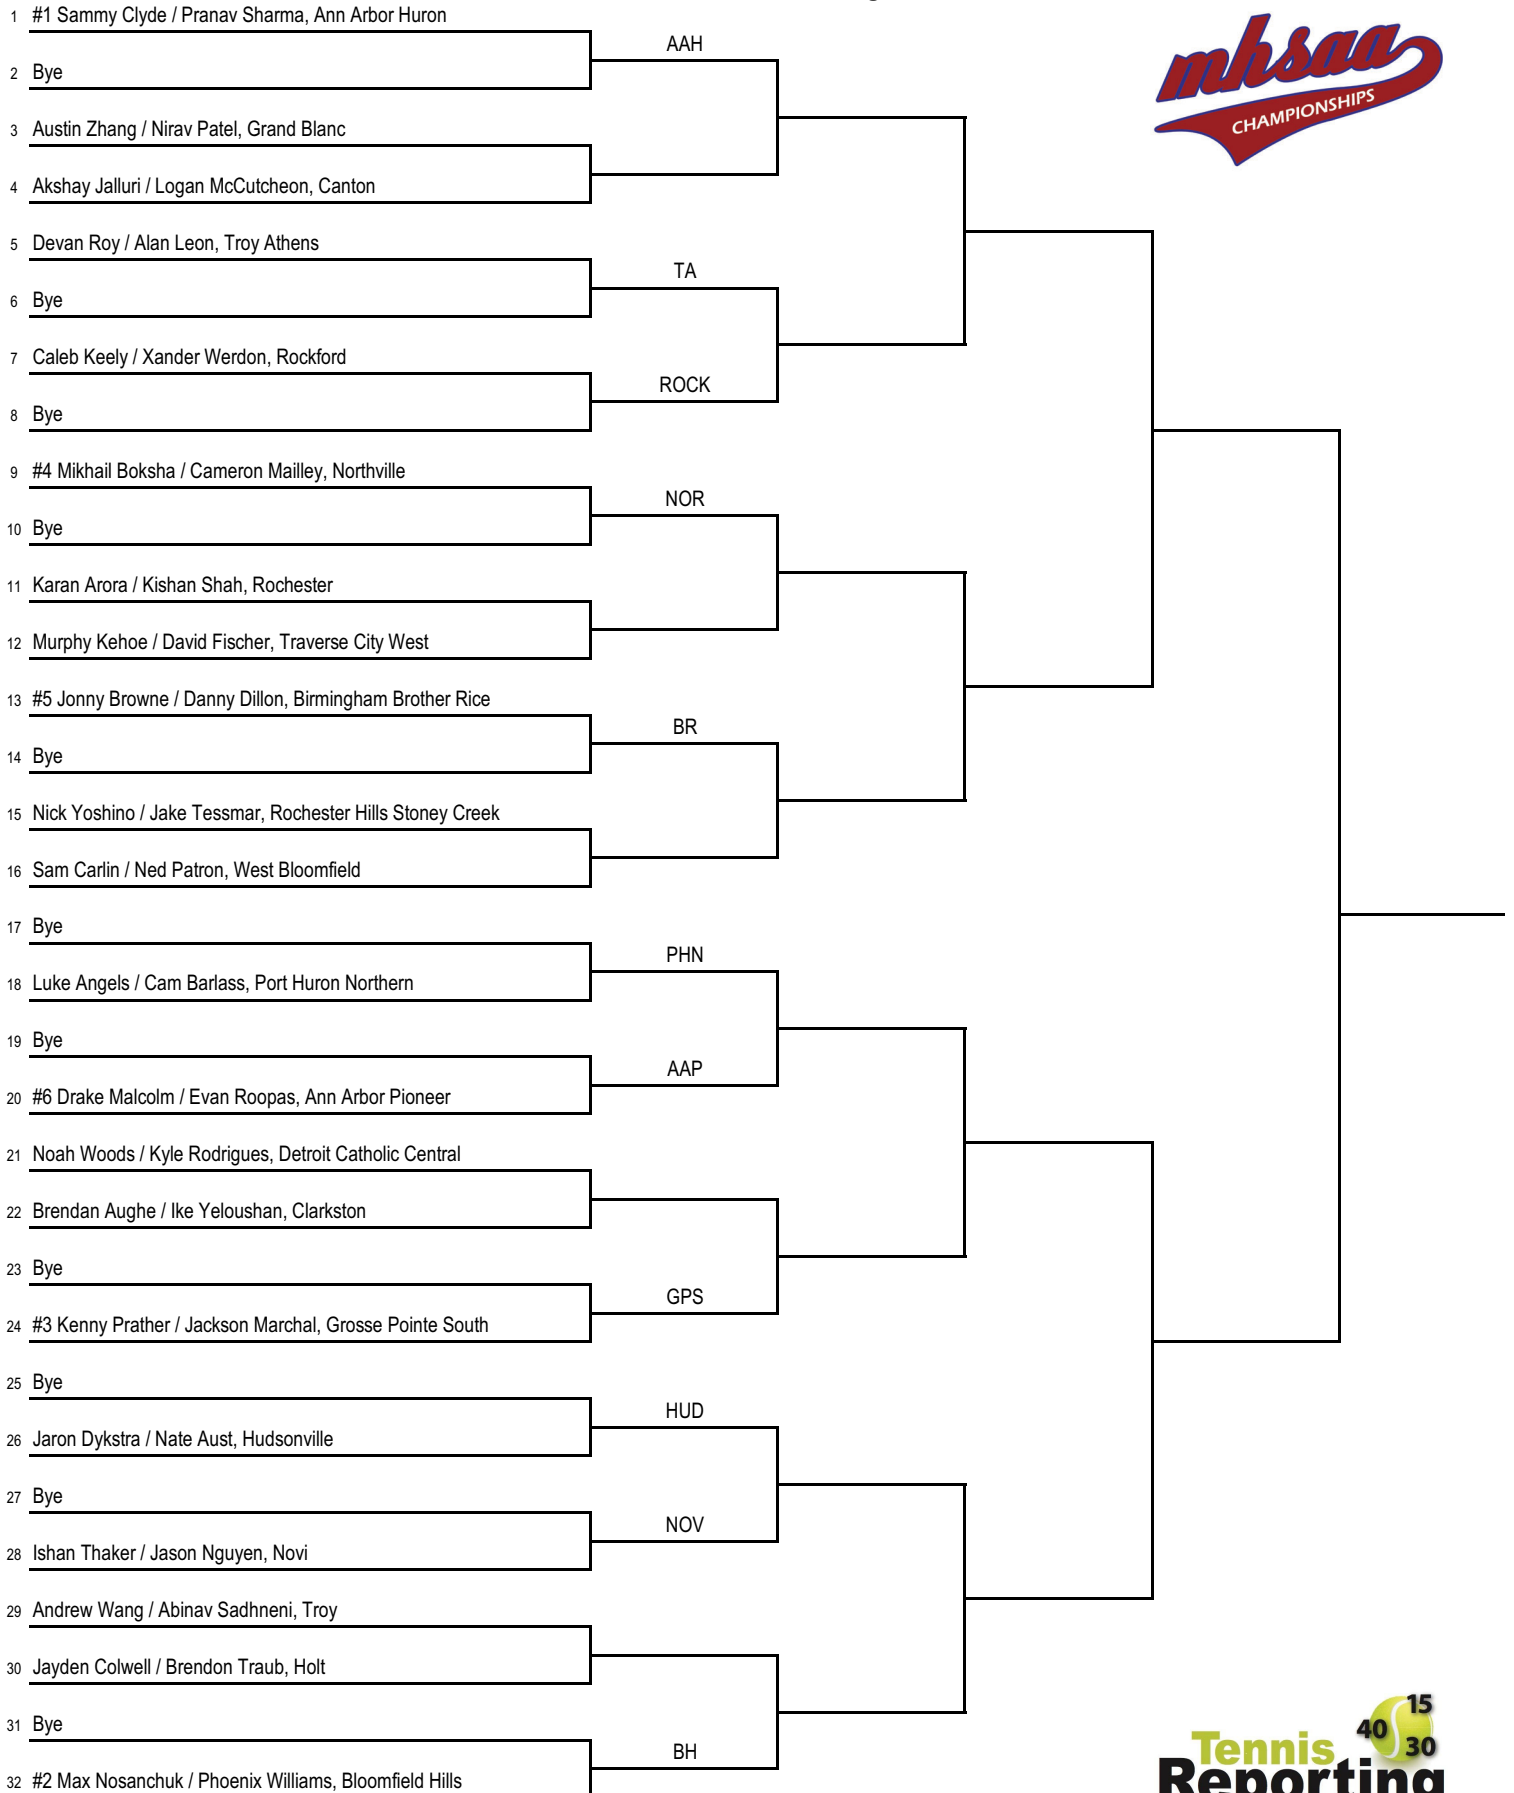 1 #1 Sammy Clyde / Pranav Sharma, Ann Arbor Huron
AAH
2 Bye
3 Austin Zhang / Nirav Patel, Grand Blanc
4 Akshay Jalluri / Logan McCutcheon, Canton
mhsaa
CHAMPIONSHIPS
5 Devan Roy / Alan Leon, Troy Athens
TA
6 Bye
7 Caleb Keely / Xander Werdon, Rockford
ROCK
8 Bye
9 #4 Mikhail Boksha / Cameron Mailley, Northville
NOR
10 Bye
11 Karan Arora / Kishan Shah, Rochester
12 Murphy Kehoe / David Fischer, Traverse City West
13 #5 Jonny Browne / Danny Dillon, Birmingham Brother Rice
BR
14 Bye
15 Nick Yoshino / Jake Tessmar, Rochester Hills Stoney Creek
16 Sam Carlin / Ned Patron, West Bloomfield
17 Bye
PHN
18 Luke Angels / Cam Barlass, Port Huron Northern
19 Bye
AAP
20 #6 Drake Malcolm / Evan Roopas, Ann Arbor Pioneer
21 Noah Woods / Kyle Rodrigues, Detroit Catholic Central
22 Brendan Aughe / Ike Yeloushan, Clarkston
23 Bye
GPS
24 #3 Kenny Prather / Jackson Marchal, Grosse Pointe South
25 Bye
HUD
26 Jaron Dykstra / Nate Aust, Hudsonville
27 Bye
NOV
28 Ishan Thaker / Jason Nguyen, Novi
29 Andrew Wang / Abinav Sadhneni, Troy
30 Jayden Colwell / Brendon Traub, Holt
31 Bye
BH
32 #2 Max Nosanchuk / Phoenix Williams, Bloomfield Hills
15
40
30
Tennis
Reporting